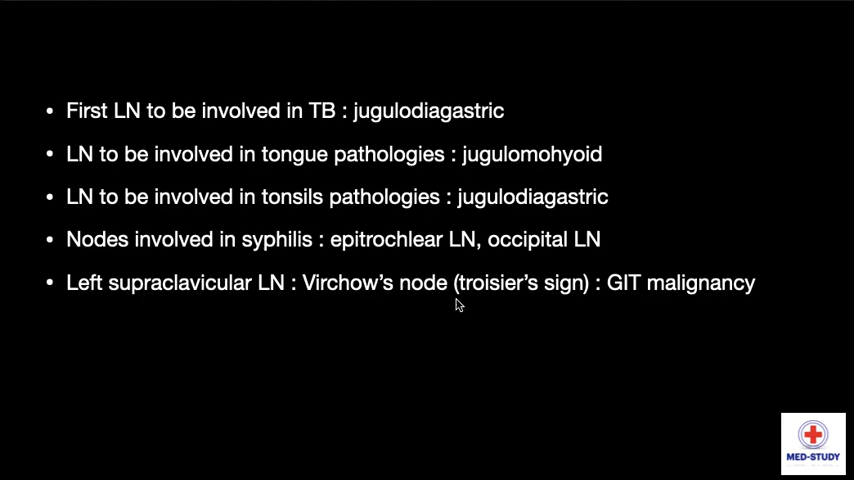 • First LN to be involved in TB : jugulodiagastric
• LN to be involved in tongue pathologies : jugulomohyoid
• LN to be involved in tonsils pathologies : jugulodiagastric
• Nodes involved in syphilis : epitrochlear LN, occipital LN
• Left supraclavicular LN : Virchow’s node (troisier’s sign) : GIT malignancy
MED-STUDY